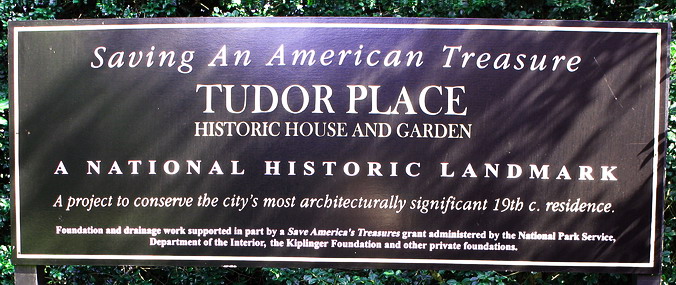 Saving An American Treasure
TUDOR PLACE
HISTORIC HOUSE AND GARDEN
A NATIONAL HISTORIC LANDMARK
A project to conserve the city's most architecturally significant 19th c. residence.
Foundation and drainage work supported in part by a Save America's Treasures grant administered by the National Park Service,
Department of the Interior, the Kiplinger Foundation and other private foundations.